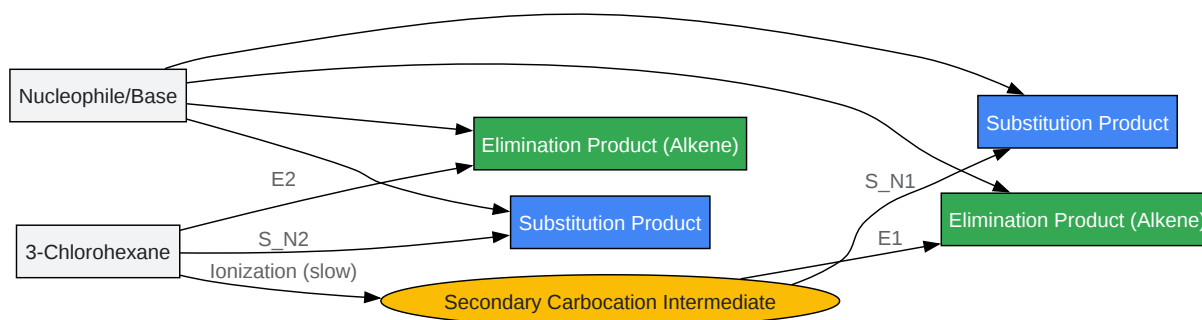 Nucleophile/Base
Substitution Product
Elimination Product (Alkene)
E2
S_N1
Substitution Product
Elimination Product (Alkene)
S_N2
E1
3-Chlorohexane
Ionization (slow)
Secondary Carbocation Intermediate